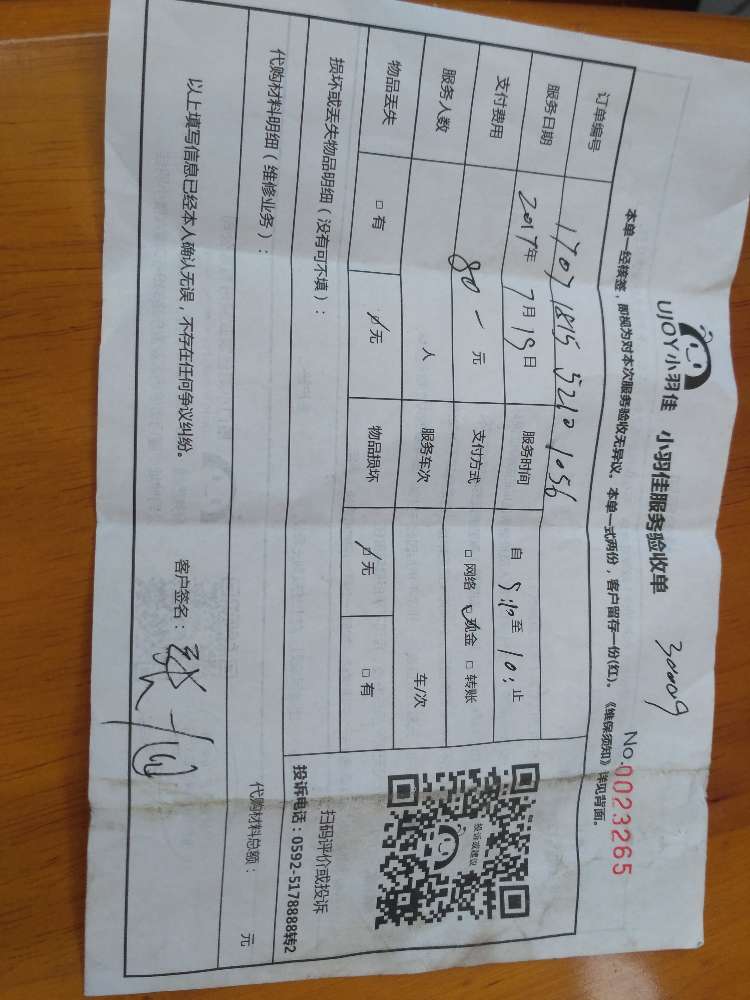 UJOY小羽佳 小羽佳服务验收单
No.0023265
本单一经核签，即视为对本次服务验收无异议。本单一式两份，客户留存一份(红)。《维保须知》详见背面。
订单编号 1707 1815 5210 1056
服务日期 2017年 7月19日 服务时间 自 至 10: 止
支付费用 80 - 元 支付方式 □网络 ☑现金 □转账
服务人数 人 服务车次 车/次
物品丢失 □有 ☑无 物品损坏 ☑无 □有
损坏或丢失物品明细（没有可不填）：
投诉或建议
扫码评价或投诉
投诉电话：0592-5178888转2
代购材料明细（维修业务）：
代购材料总额： 元
以上填写信息已经本人确认无误，不存在任何争议纠纷。 客户签名：